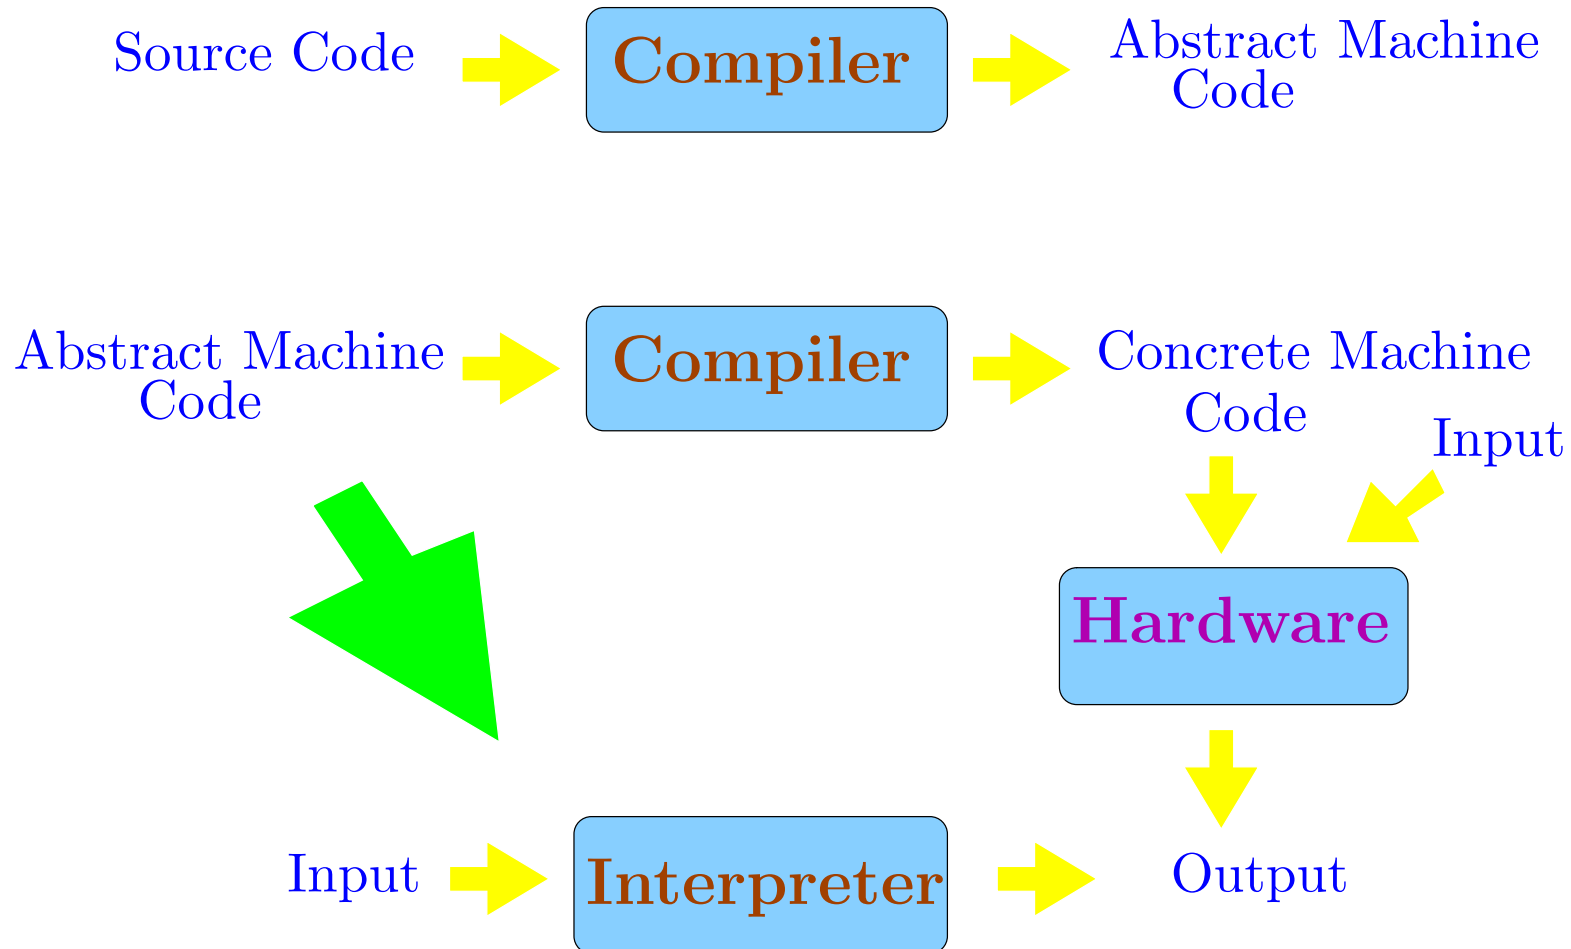 Source Code
Compiler
Abstract Machine
Code
Abstract Machine
Code
Compiler
Concrete Machine
Code
Input
Hardware
Input
Interpreter
Output